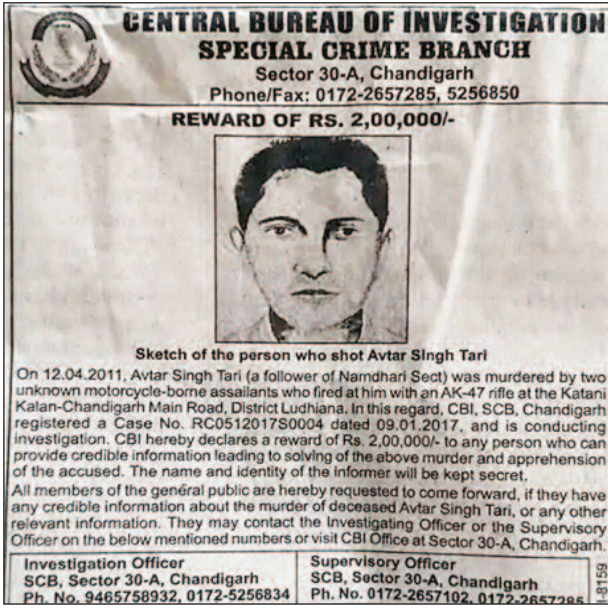 CENTRAL BUREAU OF INVESTIGATION
SPECIAL CRIME BRANCH
Sector 30-A, Chandigarh
Phone/Fax: 0172-2657285, 5256850
REWARD OF RS. 2,00,000/-
Sketch of the person who shot Avtar Singh Tari
On 12.04.2011, Avtar Singh Tari (a follower of Namdhari Sect) was murdered by two
unknown motorcycle-borne assailants who fired at him with an AK-47 rifle at the Katani
Kalan-Chandigarh Main Road, District Ludhiana. In this regard, CBI, SCB, Chandigarh
registered a Case No. RC0512017S0004 dated 09.01.2017, and is conducting
investigation. CBI hereby declares a reward of Rs. 2,00,000/- to any person who can
provide credible information leading to solving of the above murder and apprehension
of the accused. The name and identity of the informer will be kept secret.
All members of the general public are hereby requested to come forward, if they have
any credible information about the murder of deceased Avtar Singh Tari, or any other
relevant information. They may contact the Investigating Officer or the Supervisory
Officer on the below mentioned numbers or visit CBI Office at Sector 30-A, Chandigarh.
Investigation Officer
SCB, Sector 30-A, Chandigarh
Ph. No. 9465758932, 0172-5256834
Supervisory Officer
SCB, Sector 30-A, Chandigarh
Ph. No. 0172-2657102, 0172-2657285